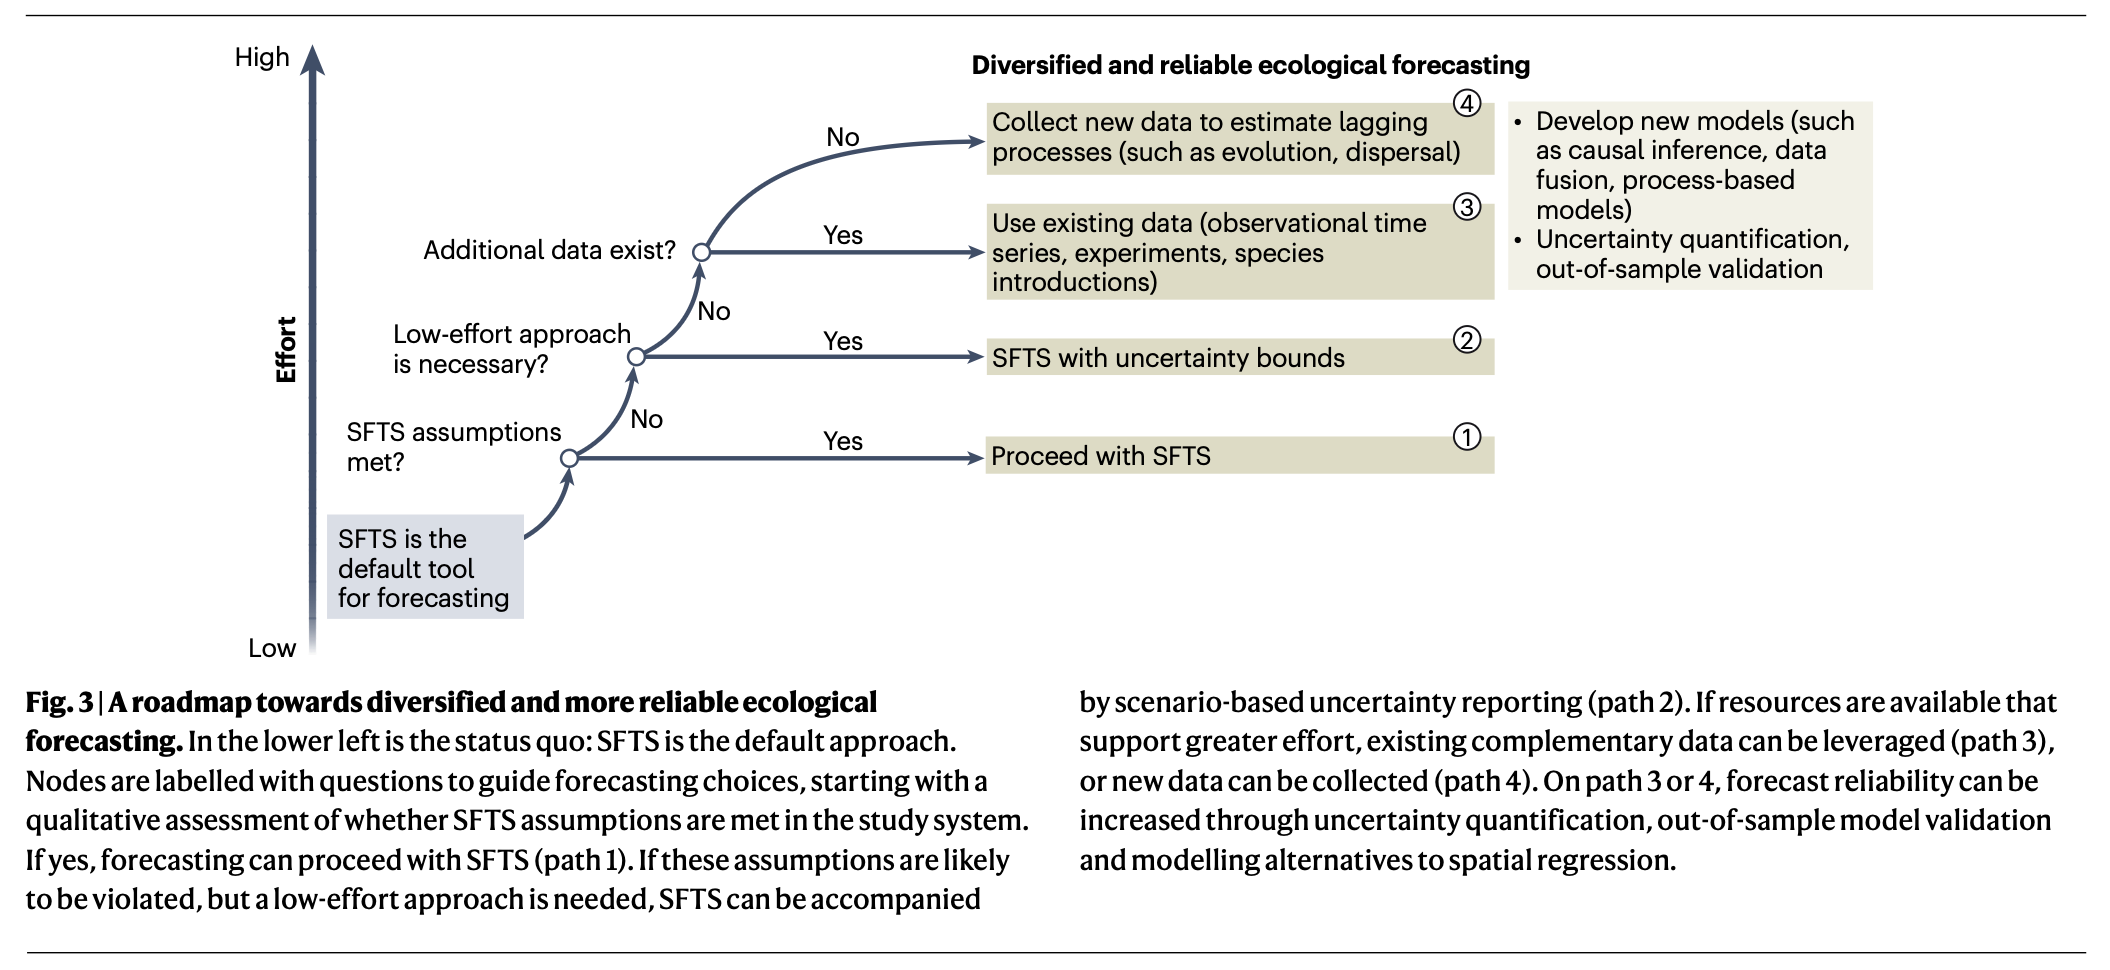 High
Diversified and reliable ecological forecasting
④
Collect new data to estimate lagging
processes (such as evolution, dispersal)
• Develop new models (such
as causal inference, data
fusion, process-based
models)
• Uncertainty quantification,
out-of-sample validation
No
③
Use existing data (observational time
series, experiments, species
introductions)
Additional data exist?
Yes
No
Low-effort approach
is necessary?
Yes
②
SFTS with uncertainty bounds
Effort
No
SFTS assumptions
met?
Yes
①
Proceed with SFTS
SFTS is the
default tool
for forecasting
Low
Fig. 3 | A roadmap towards diversified and more reliable ecological
forecasting. In the lower left is the status quo: SFTS is the default approach.
Nodes are labelled with questions to guide forecasting choices, starting with a
qualitative assessment of whether SFTS assumptions are met in the study system.
If yes, forecasting can proceed with SFTS (path 1). If these assumptions are likely
to be violated, but a low-effort approach is needed, SFTS can be accompanied
by scenario-based uncertainty reporting (path 2). If resources are available that
support greater effort, existing complementary data can be leveraged (path 3),
or new data can be collected (path 4). On path 3 or 4, forecast reliability can be
increased through uncertainty quantification, out-of-sample model validation
and modelling alternatives to spatial regression.